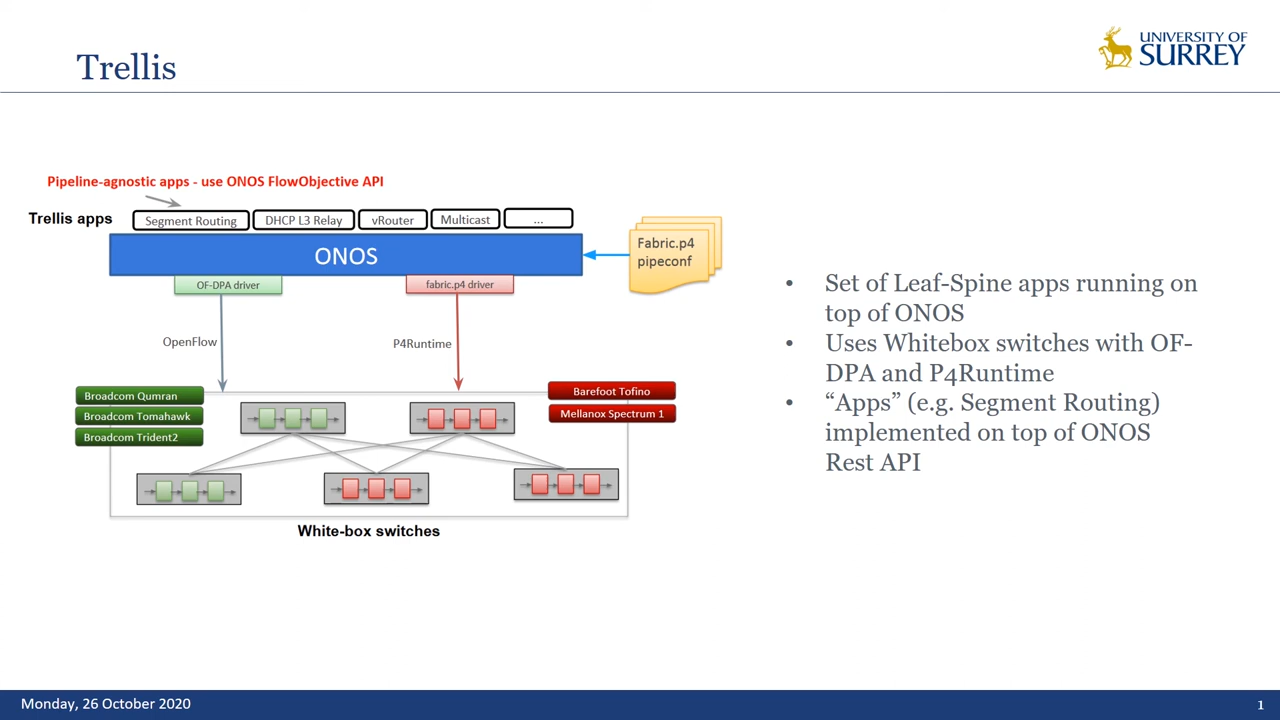 Trellis
UNIVERSITY OF
SURREY
Pipeline-agnostic apps - use ONOS FlowObjective API
Trellis apps
Segment Routing
DHCP L3 Relay
vRouter
Multicast
...
ONOS
Fabric.p4
pipeconf
OF-DPA driver
fabric.p4 driver
OpenFlow
P4Runtime
Broadcom Qumran
Broadcom Tomahawk
Broadcom Trident2
Barefoot Tofino
Mellanox Spectrum 1
White-box switches
• Set of Leaf-Spine apps running on
top of ONOS
• Uses Whitebox switches with OF-
DPA and P4Runtime
• “Apps” (e.g. Segment Routing)
implemented on top of ONOS
Rest API
Monday, 26 October 2020
1